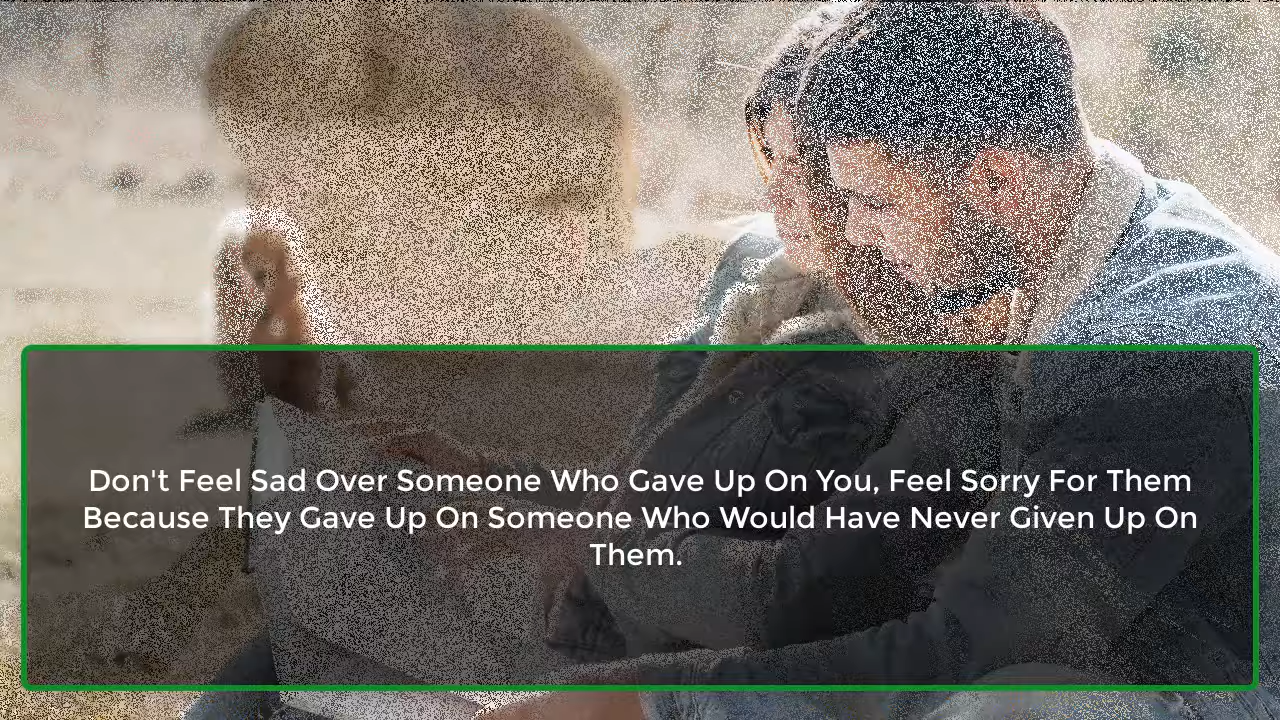 Don't Feel Sad Over Someone Who Gave Up On You, Feel Sorry For Them
Because They Gave Up On Someone Who Would Have Never Given Up On
Them.